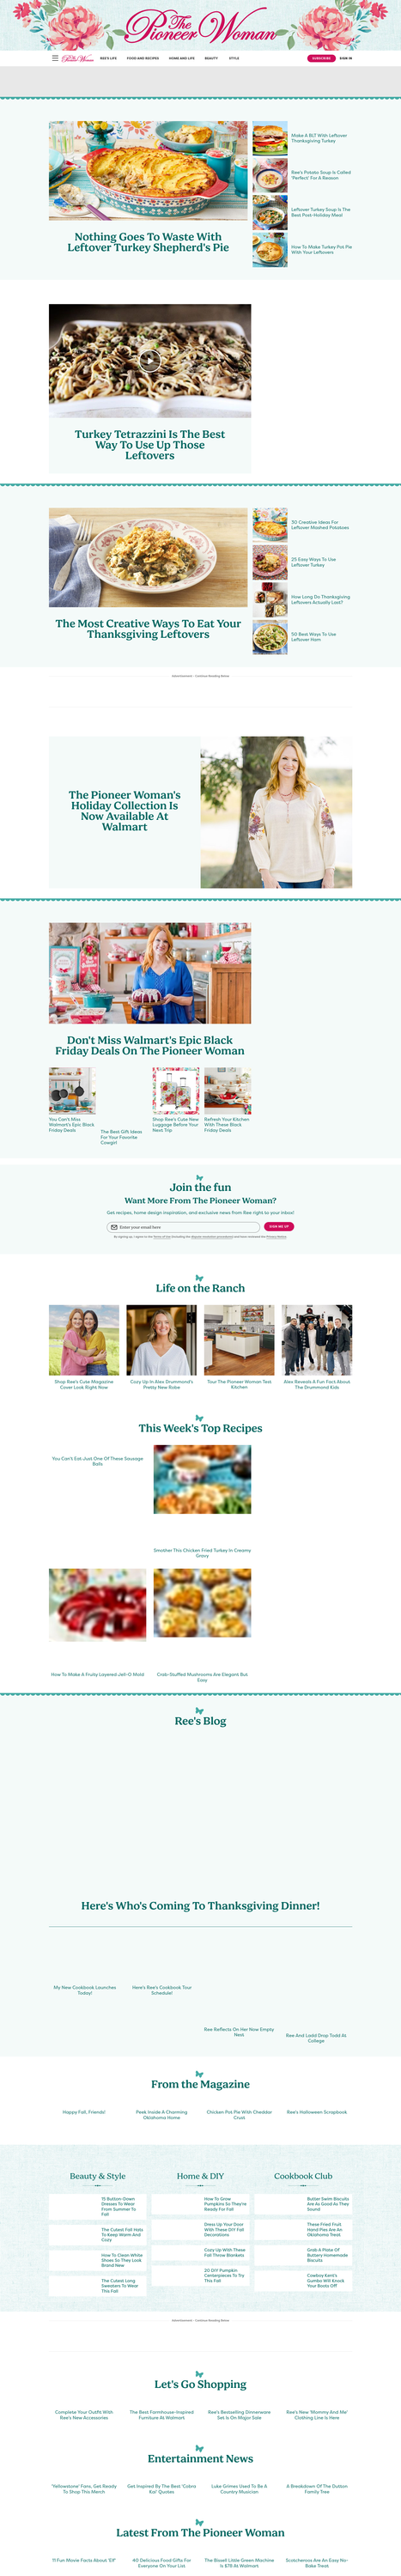 The
Pioneer Woman
The
Pioneer Woman
REE'S LIFE
FOOD AND RECIPES
HOME AND LIFE
BEAUTY
STYLE
SUBSCRIBE
SIGN IN
Nothing Goes To Waste With
Leftover Turkey Shepherd's Pie
Make A BLT With Leftover
Thanksgiving Turkey
Ree's Potato Soup Is Called
'Perfect' For A Reason
Leftover Turkey Soup Is The
Best Post-Holiday Meal
How To Make Turkey Pot Pie
With Your Leftovers
Turkey Tetrazzini Is The Best
Way To Use Up Those
Leftovers
The Most Creative Ways To Eat Your
Thanksgiving Leftovers
30 Creative Ideas For
Leftover Mashed Potatoes
25 Easy Ways To Use
Leftover Turkey
How Long Do Thanksgiving
Leftovers Actually Last?
50 Best Ways To Use
Leftover Ham
Advertisement - Continue Reading Below
The Pioneer Woman's
Holiday Collection Is
Now Available At
Walmart
Don't Miss Walmart's Epic Black
Friday Deals On The Pioneer Woman
You Can't Miss
Walmart's Epic Black
Friday Deals
The Best Gift Ideas
For Your Favorite
Cowgirl
Shop Ree's Cute New
Luggage Before Your
Next Trip
Refresh Your Kitchen
With These Black
Friday Deals
Join the fun
Want More From The Pioneer Woman?
Get recipes, home design inspiration, and exclusive news from Ree right to your inbox!
Enter your email here
SIGN ME UP
By signing up, I agree to the Terms of Use (including the dispute resolution procedures) and have reviewed the Privacy Notice.
Life on the Ranch
Shop Ree's Cute Magazine
Cover Look Right Now
Cozy Up In Alex Drummond's
Pretty New Robe
Tour The Pioneer Woman Test
Kitchen
Alex Reveals A Fun Fact About
The Drummond Kids
This Week's Top Recipes
You Can't Eat Just One Of These Sausage
Balls
Smother This Chicken Fried Turkey In Creamy
Gravy
How To Make A Fruity Layered Jell-O Mold
Crab-Stuffed Mushrooms Are Elegant But
Easy
Ree's Blog
Here's Who's Coming To Thanksgiving Dinner!
My New Cookbook Launches
Today!
Here's Ree's Cookbook Tour
Schedule!
Ree Reflects On Her Now Empty
Nest
Ree And Ladd Drop Todd At
College
From the Magazine
Happy Fall, Friends!
Peek Inside A Charming
Oklahoma Home
Chicken Pot Pie With Cheddar
Crust
Ree's Halloween Scrapbook
Beauty & Style
15 Button-Down
Dresses To Wear
From Summer To
Fall
The Cutest Fall Hats
To Keep Warm And
Cozy
How To Clean White
Shoes So They Look
Brand New
The Cutest Long
Sweaters To Wear
This Fall
Home & DIY
How To Grow
Pumpkins So They're
Ready For Fall
Dress Up Your Door
With These DIY Fall
Decorations
Cozy Up With These
Fall Throw Blankets
20 DIY Pumpkin
Centerpieces To Try
This Fall
Cookbook Club
Butter Swim Biscuits
Are As Good As They
Sound
These Fried Fruit
Hand Pies Are An
Oklahoma Treat
Grab A Plate Of
Buttery Homemade
Biscuits
Cowboy Kent's
Gumbo Will Knock
Your Boots Off
Advertisement - Continue Reading Below
Let's Go Shopping
Complete Your Outfit With
Ree's New Accessories
The Best Farmhouse-Inspired
Furniture At Walmart
Ree's Bestselling Dinnerware
Set Is On Major Sale
Ree's New 'Mommy And Me'
Clothing Line Is Here
Entertainment News
'Yellowstone' Fans, Get Ready
To Shop This Merch
Get Inspired By The Best 'Cobra
Kai' Quotes
Luke Grimes Used To Be A
Country Musician
A Breakdown Of The Dutton
Family Tree
Latest From The Pioneer Woman
11 Fun Movie Facts About 'Elf'
40 Delicious Food Gifts For
Everyone On Your List
The Bissell Little Green Machine
Is $78 At Walmart
Scotcheroos Are An Easy No-
Bake Treat